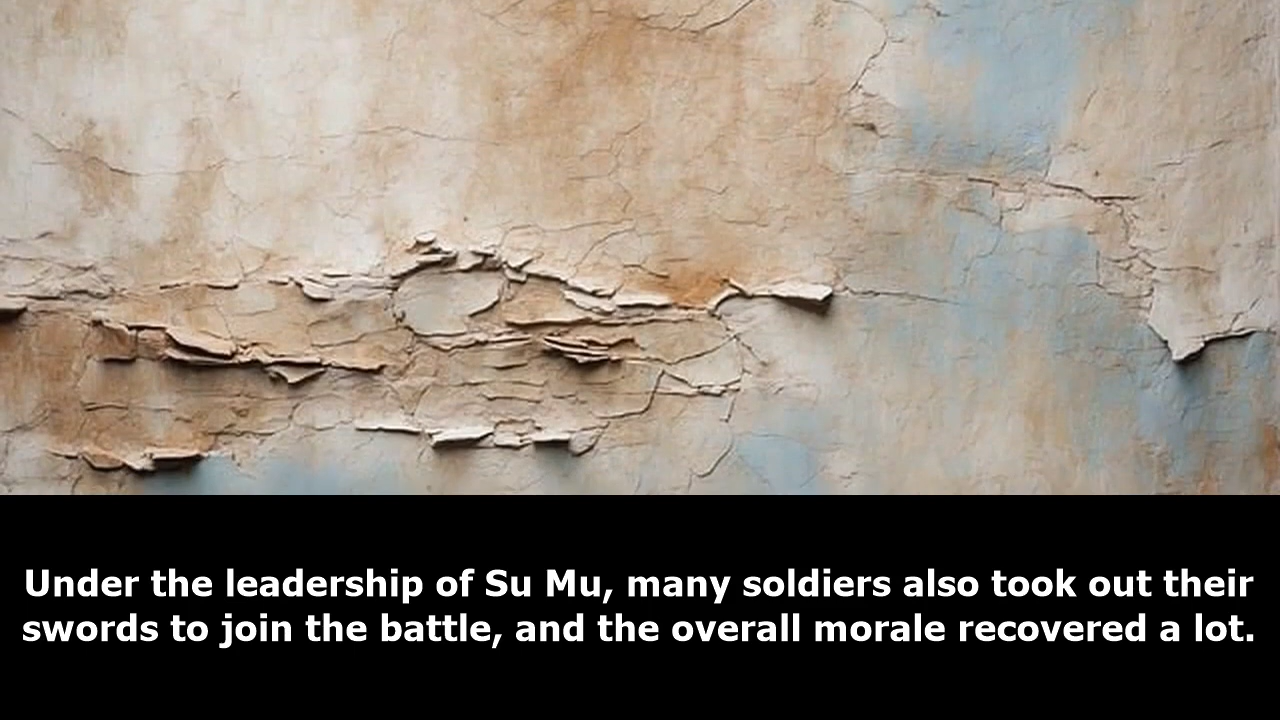 Under the leadership of Su Mu, many soldiers also took out their
swords to join the battle, and the overall morale recovered a lot.